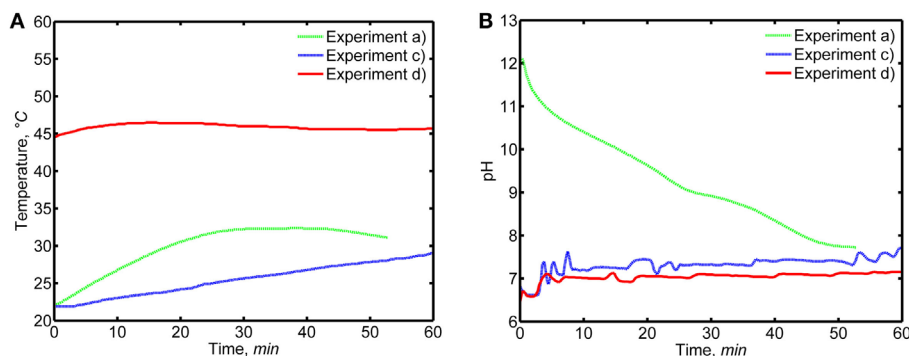 A
60
55
50
45
40
35
30
25
20
0
10
20
30
40
50
60
Temperature, °C
Time, min
Experiment a)
Experiment c)
Experiment d)
B
13
12
11
10
9
8
7
6
0
10
20
30
40
50
60
pH
Time, min
Experiment a)
Experiment c)
Experiment d)